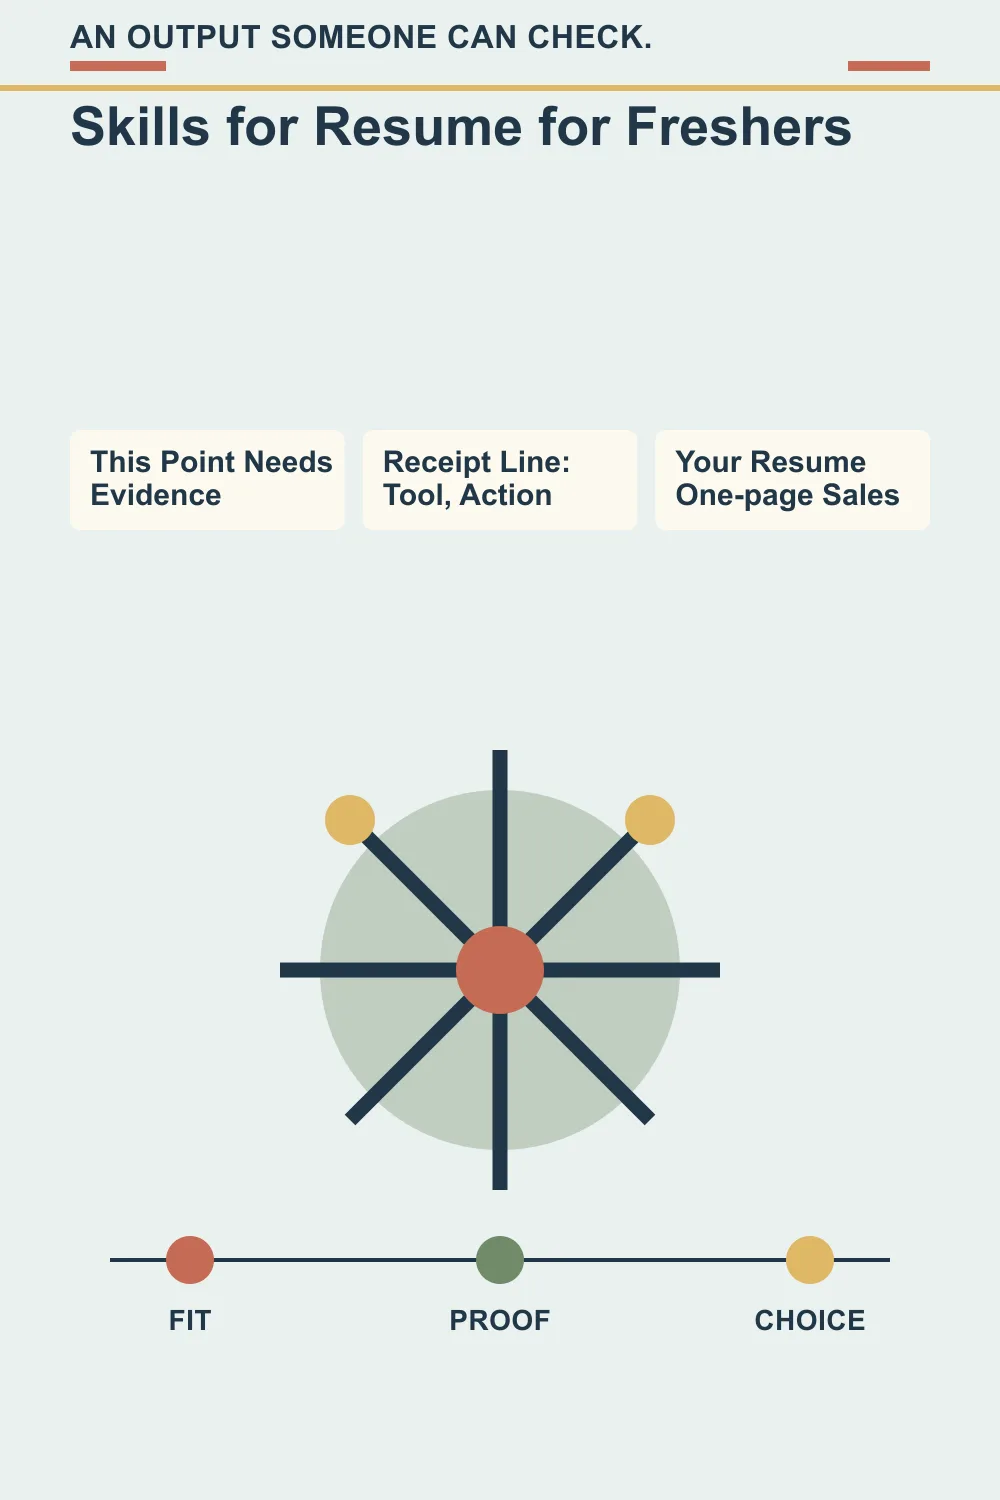 AN OUTPUT SOMEONE CAN CHECK.
Skills for Resume for Freshers
This Point Needs
Evidence
Receipt Line:
Tool, Action
Your Resume
One-page Sales
FIT
PROOF
CHOICE